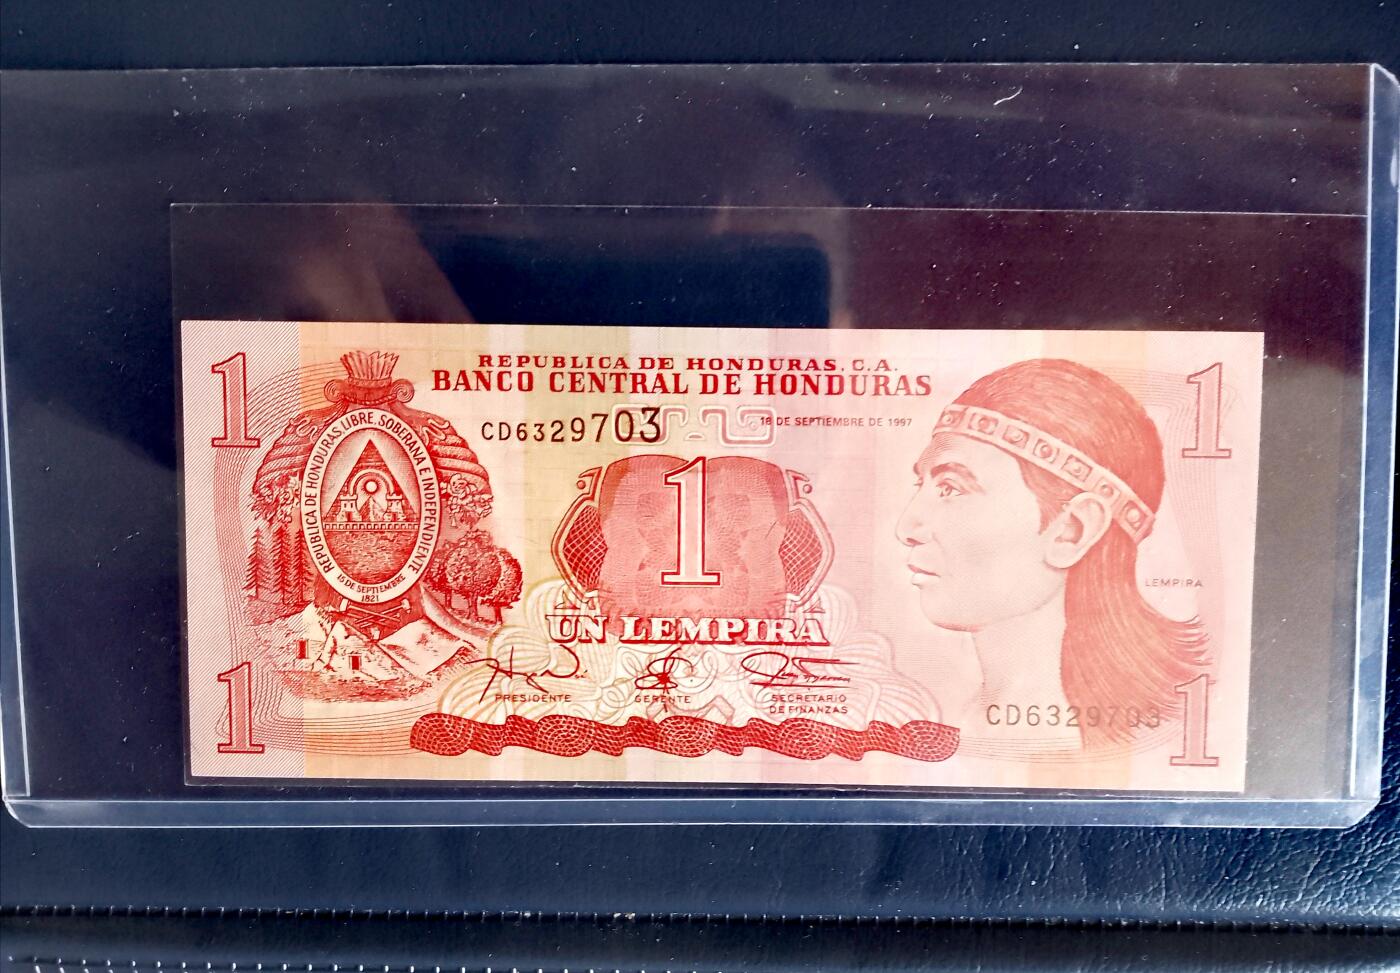 REPUBLICA DE HONDURAS, C.A.
BANCO CENTRAL DE HONDURAS
1
1
CD6329703
18 DE SEPTIEMBRE DE 1997
REPUBLICA DE HONDURAS LIBRE, SOBERANA E INDEPENDIENTE
15 DE SEPTIEMBRE
1821
1
LEMPIRA
UN LEMPIRA
PRESIDENTE
GERENTE
SECRETARIO
DE FINANZAS
CD6329703
1
1